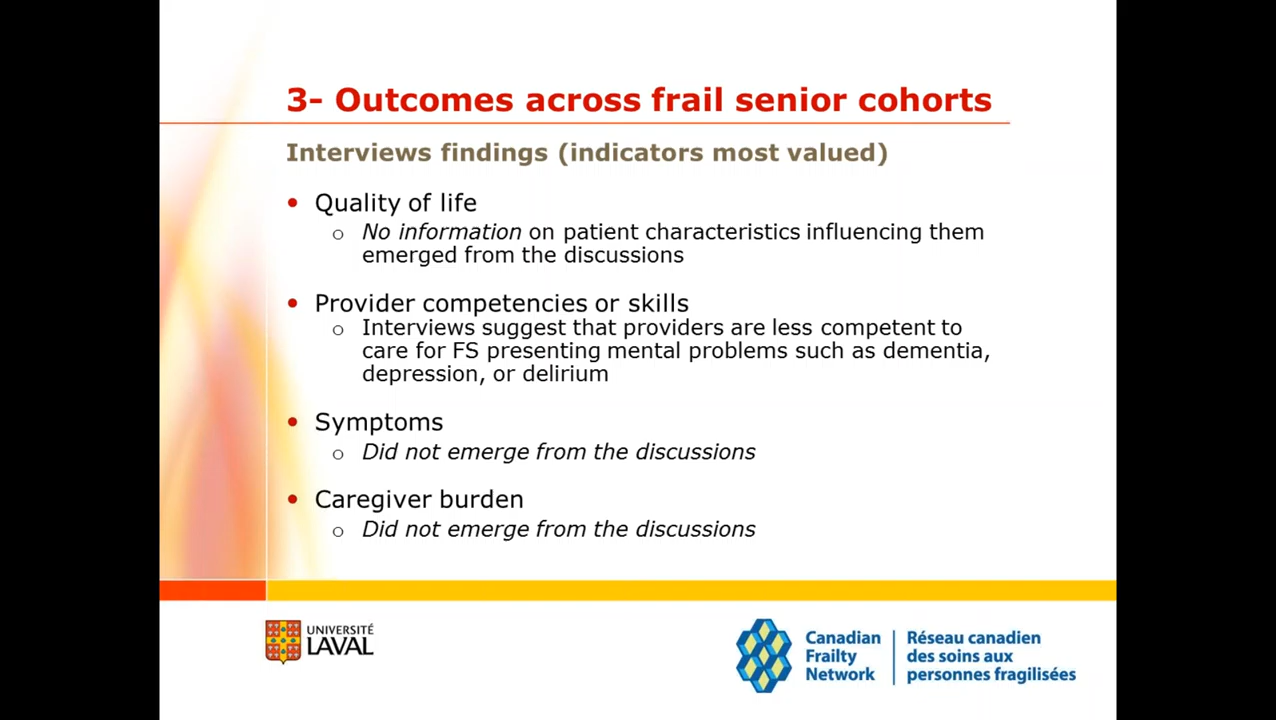 3- Outcomes across frail senior cohorts
Interviews findings (indicators most valued)
• Quality of life
o No information on patient characteristics influencing them
emerged from the discussions
• Provider competencies or skills
o Interviews suggest that providers are less competent to
care for FS presenting mental problems such as dementia,
depression, or delirium
• Symptoms
o Did not emerge from the discussions
• Caregiver burden
o Did not emerge from the discussions
UNIVERSITÉ
LAVAL
Canadian
Frailty
Network
Réseau canadien
des soins aux
personnes fragilisées